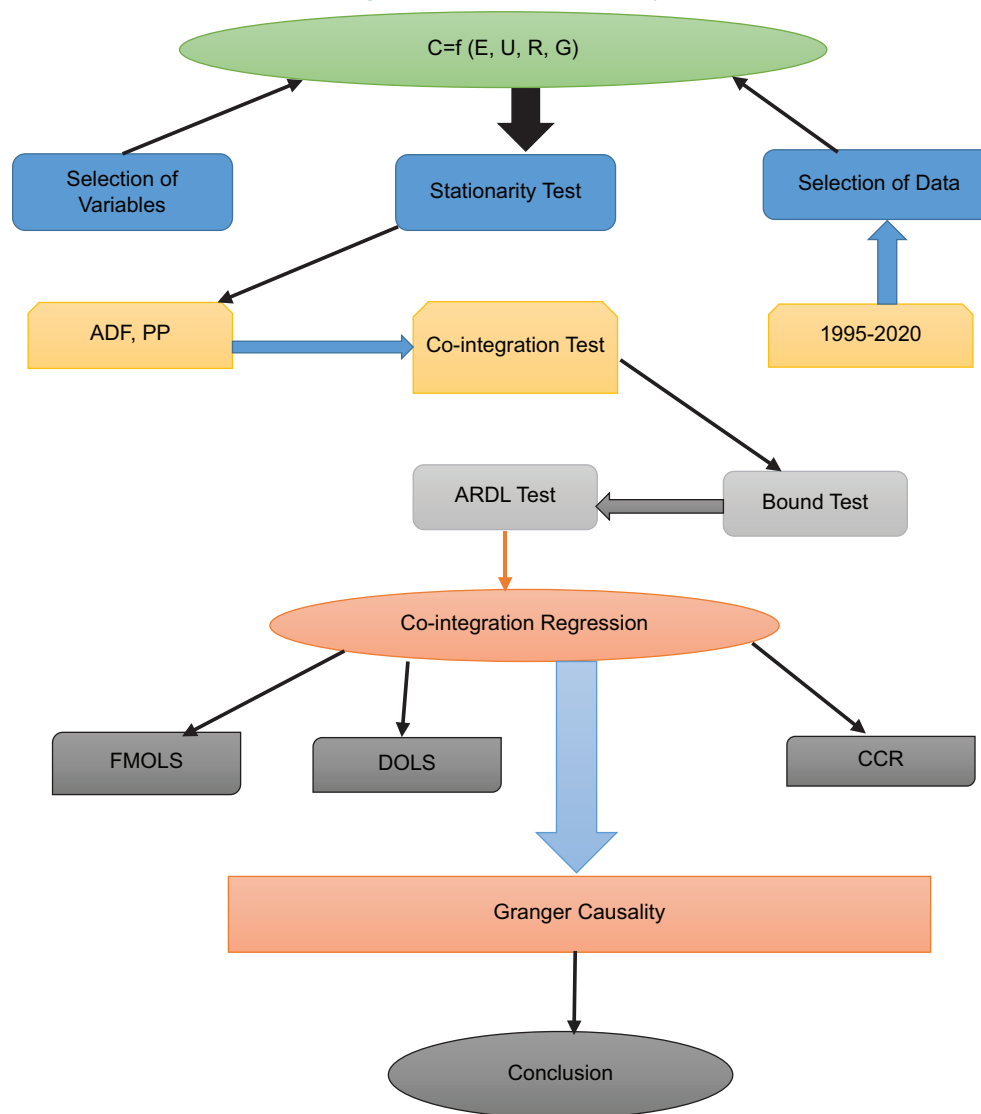 C=f (E, U, R, G)
Selection of
Variables
Stationarity Test
Selection of Data
ADF, PP
Co-integration Test
1995-2020
ARDL Test
Bound Test
Co-integration Regression
FMOLS
DOLS
CCR
Granger Causality
Conclusion